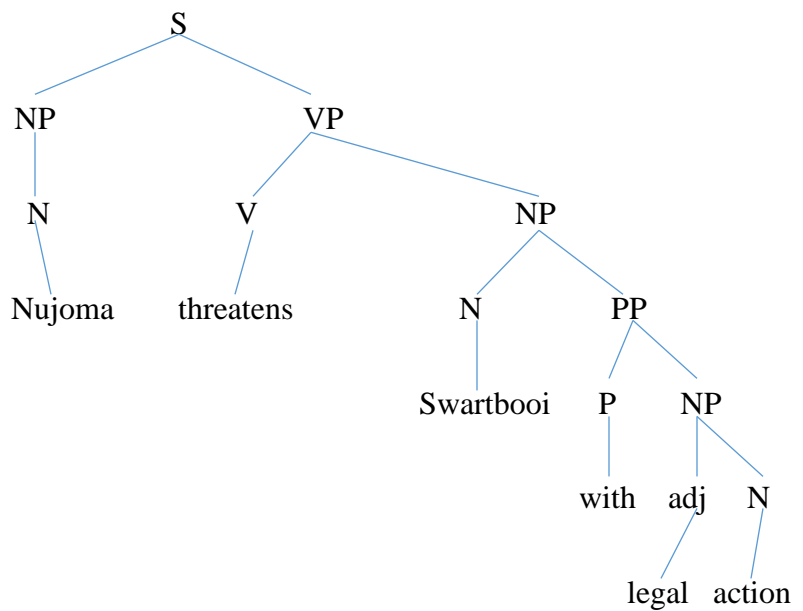 S
NP VP
N V NP
Nujoma threatens N PP
Swartbooi P NP
with adj N
legal action